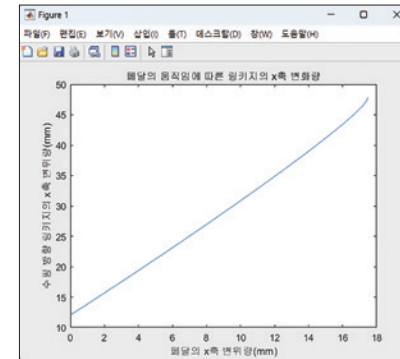 Figure 1
파일(F) 편집(E) 보기(V) 삽입(I) 툴(T) 데스크탑(D) 창(W) 도움말(H)
페달의 움직임에 따른 링키지의 x축 변화량
50
45
40
35
30
25
20
15
10
수평 방향 링키지의 x축 변위량(mm)
0 2 4 6 8 10 12 14 16 18
페달의 x축 변위량(mm)